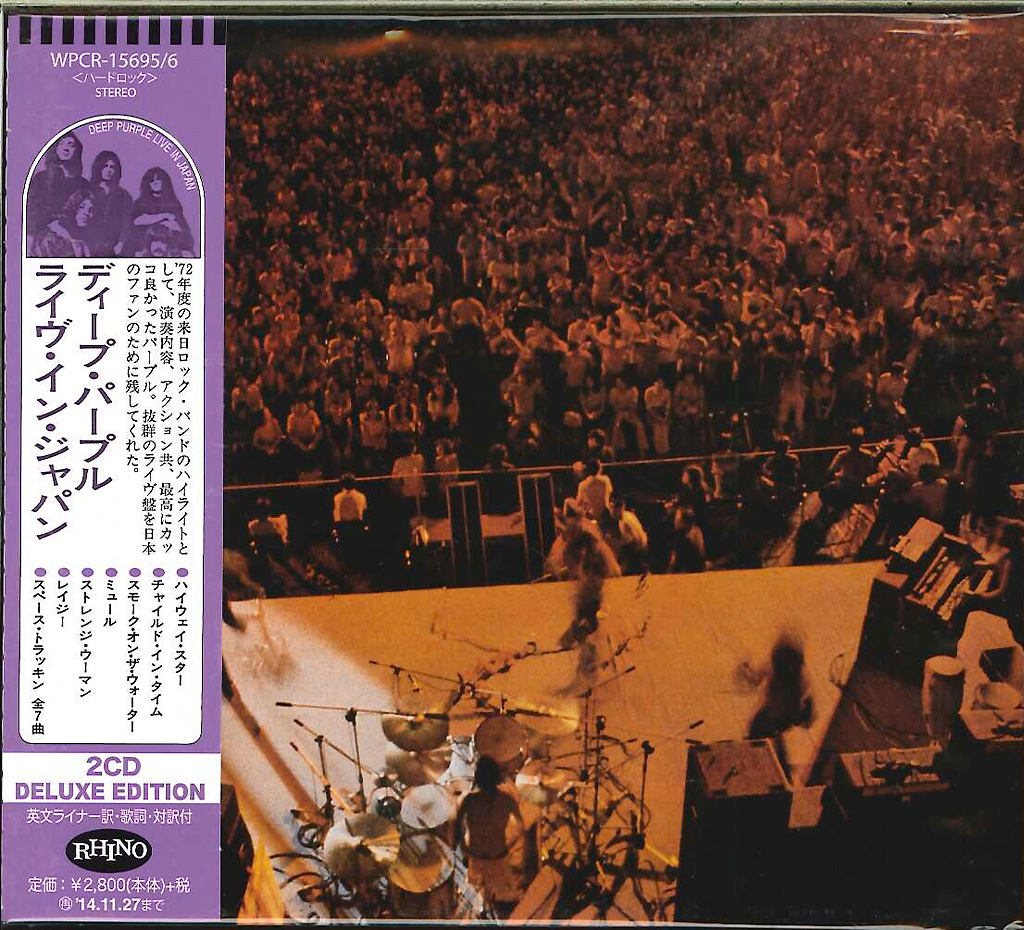 WPCR-15695/6
＜ハードロック＞
STEREO
DEEP PURPLE LIVE IN JAPAN
'72年度の来日ロック・バンドのハイライトと
して、演奏内容、アクション共、最高にカッ
コ良かったパープル。抜群のライヴ盤を日本
のファンのために残してくれた。
ディープ・パープル
ライヴ・イン・ジャパン
●ハイウェイ・スター
●チャイルド・イン・タイム
●スモーク・オン・ザ・ウォーター
●ミュール
●ストレンジ・ウーマン
●レイジー
●スペース・トラッキン 全7曲
2CD
DELUXE EDITION
英文ライナー訳・歌詞・対訳付
RHINO
定価：￥2,800(本体)+税
㋐'14.11.27まで